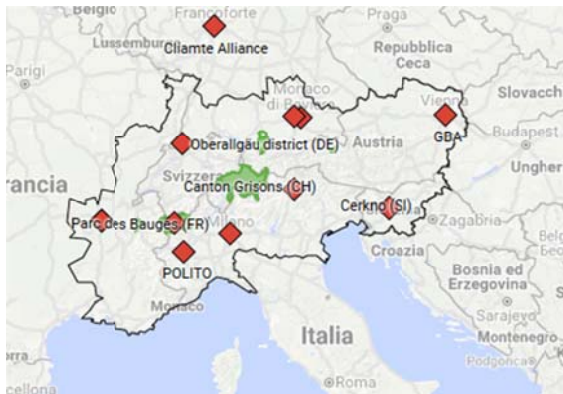 Belgio
Francoforte
Praga
Cliamte Alliance
Lussemburgo
Repubblica
Ceca
Parigi
Monaco
di Baviera
Vienna
Slovacch
GBA
Oberallgäu district (DE)
Austria
Budapest
Svizzera
Ungher
Canton Grisons (CH)
rancia
Cerkno (SI)
Parc des Bauges (FR)
Milano
Zagabria
POLITO
Croazia
Bosnia ed
Erzegovina
Monaco
Sarajevo
Italia
Montenegro
Podgorica
Roma
cellona